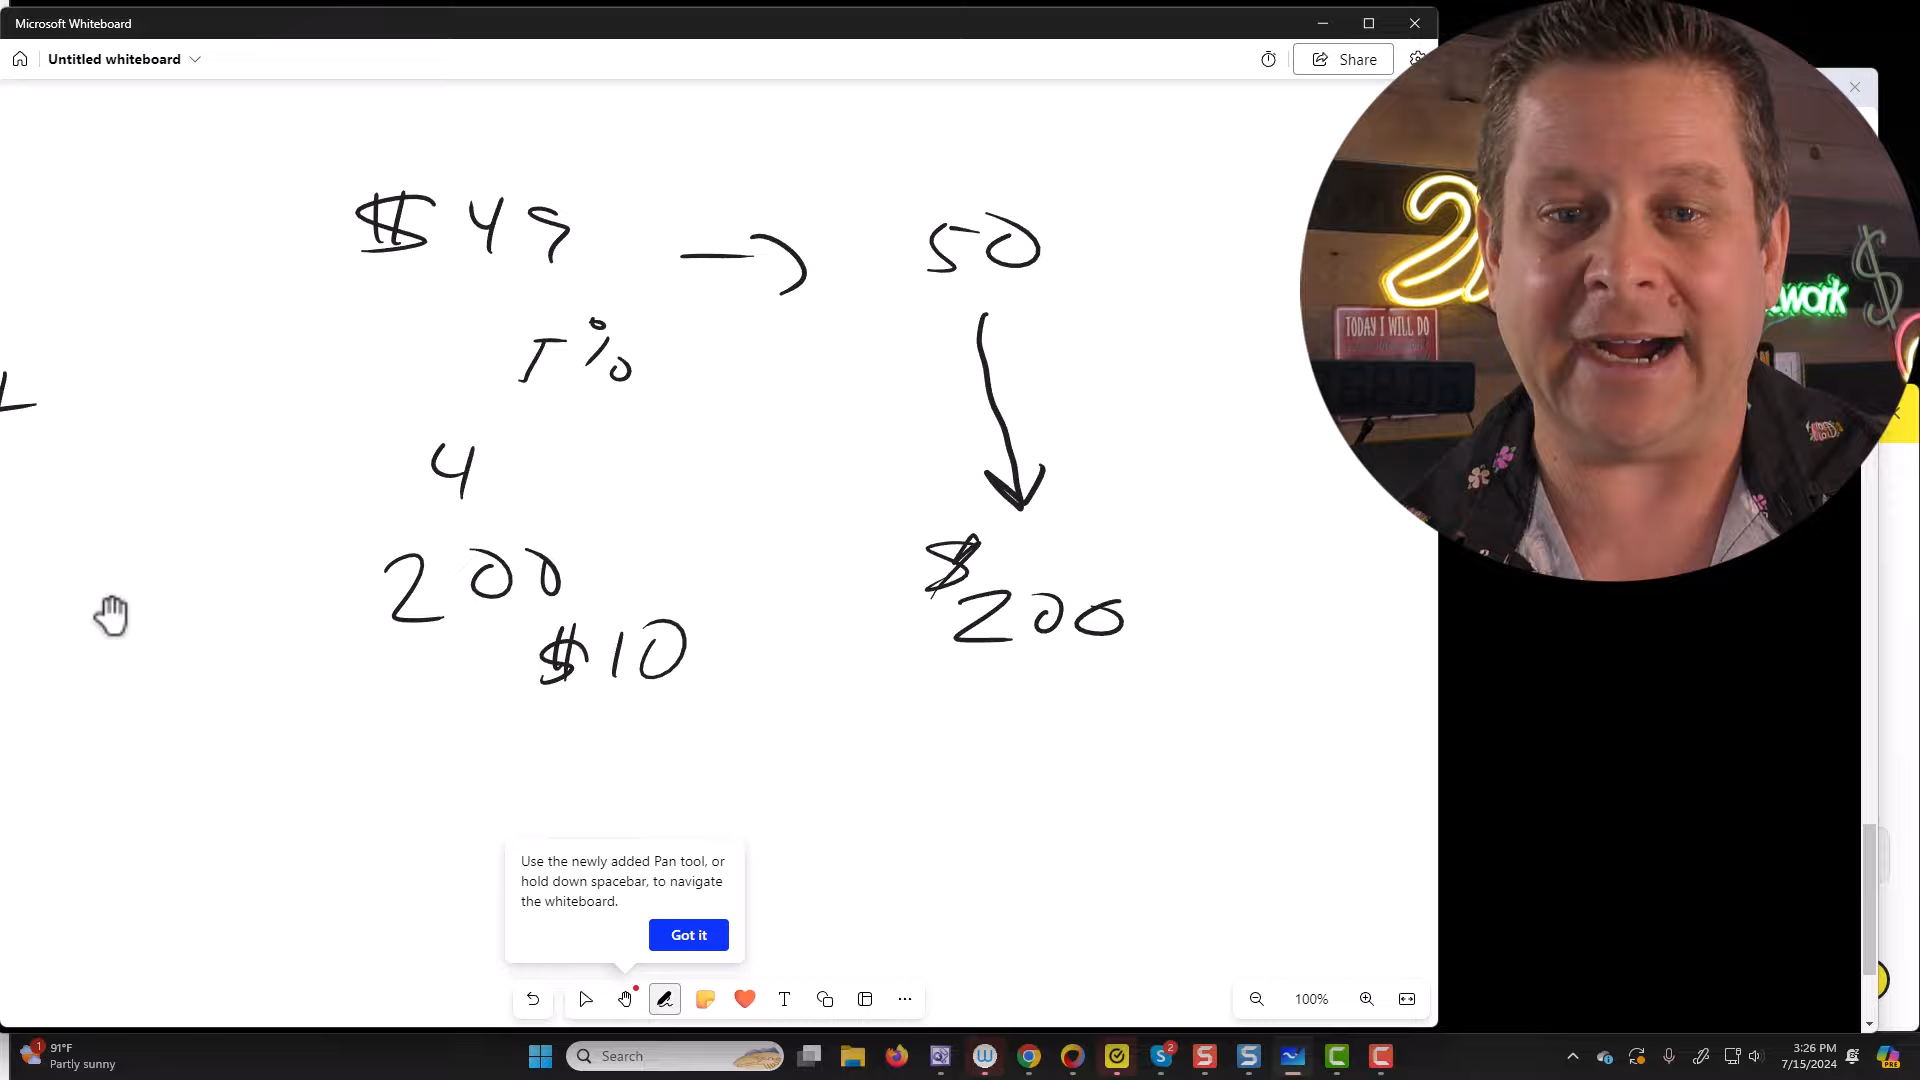 Microsoft Whiteboard
Untitled whiteboard
Share
$49
50
%
4
200
$10
$
200
TODAY I WILL DO
work
$
Use the newly added Pan tool, or
hold down spacebar, to navigate
the whiteboard.
Got it
T
100%
1
91°F
Partly sunny
Search
2
3:26 PM
7/15/2024